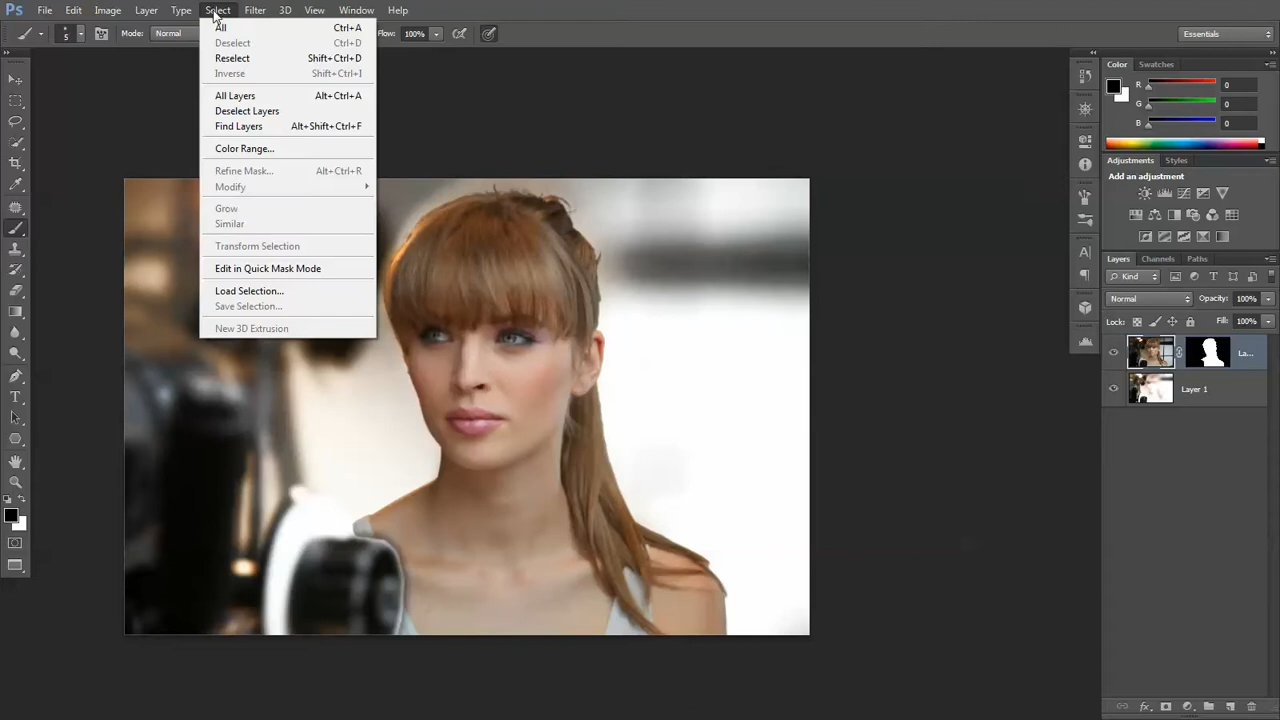 Ps File Edit Image Layer Type Select Filter 3D View Window Help
5 Mode: Normal Flow: 100% Essentials
All Ctrl+A
Deselect Ctrl+D
Reselect Shift+Ctrl+D
Inverse Shift+Ctrl+I
All Layers Alt+Ctrl+A
Deselect Layers
Find Layers Alt+Shift+Ctrl+F
Color Range...
Refine Mask... Alt+Ctrl+R
Modify
Grow
Similar
Transform Selection
Edit in Quick Mask Mode
Load Selection...
Save Selection...
New 3D Extrusion
Color Swatches
R 0
G 0
B 0
Adjustments Styles
Add an adjustment
Layers Channels Paths
Kind
Normal Opacity: 100%
Lock: Fill: 100%
La...
Layer 1